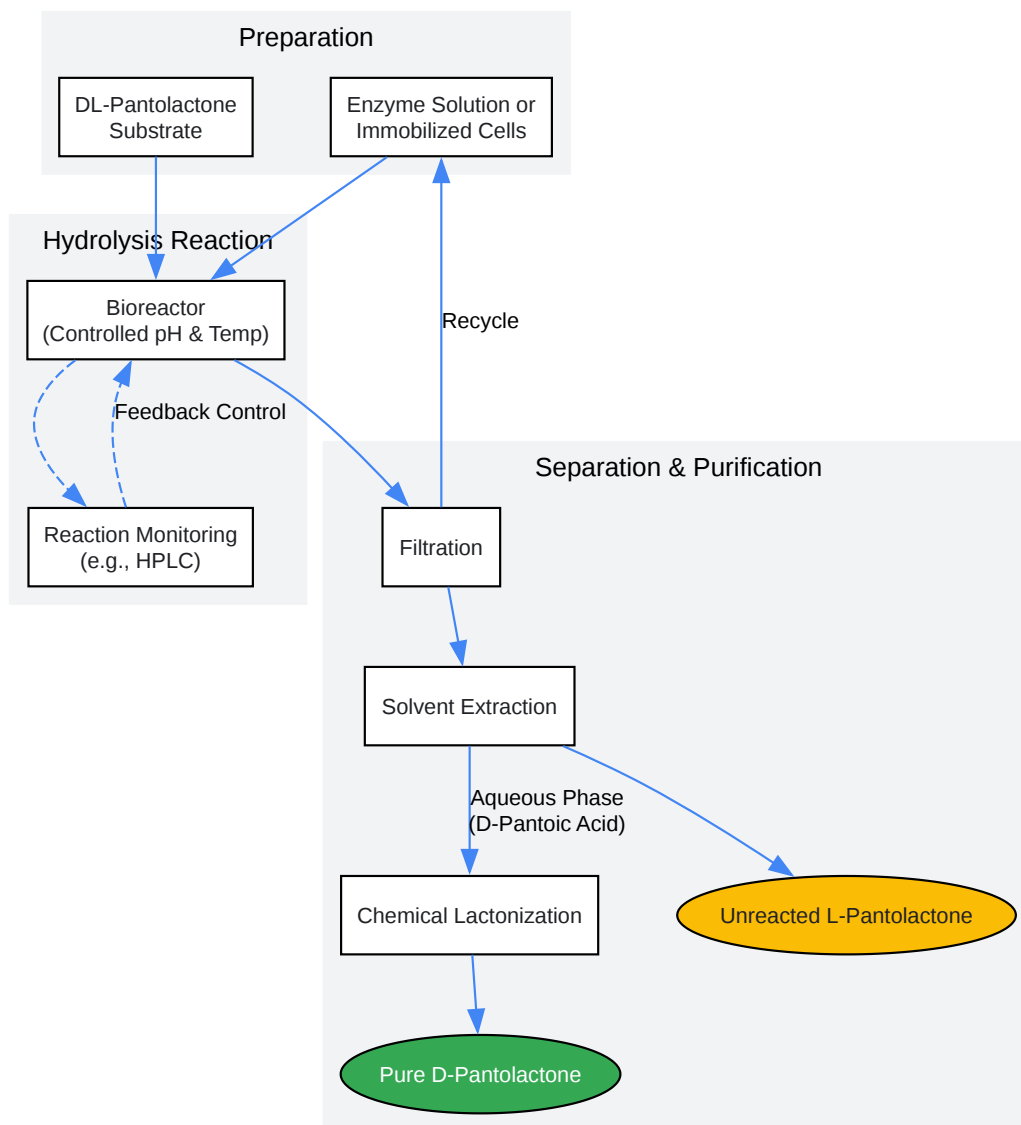 Preparation
DL-Pantolactone
Substrate
Enzyme Solution or
Immobilized Cells
Hydrolysis Reaction
Bioreactor
(Controlled pH & Temp)
Recycle
Feedback Control
Separation & Purification
Reaction Monitoring
(e.g., HPLC)
Filtration
Solvent Extraction
Aqueous Phase
(D-Pantoic Acid)
Chemical Lactonization
Unreacted L-Pantolactone
Pure D-Pantolactone